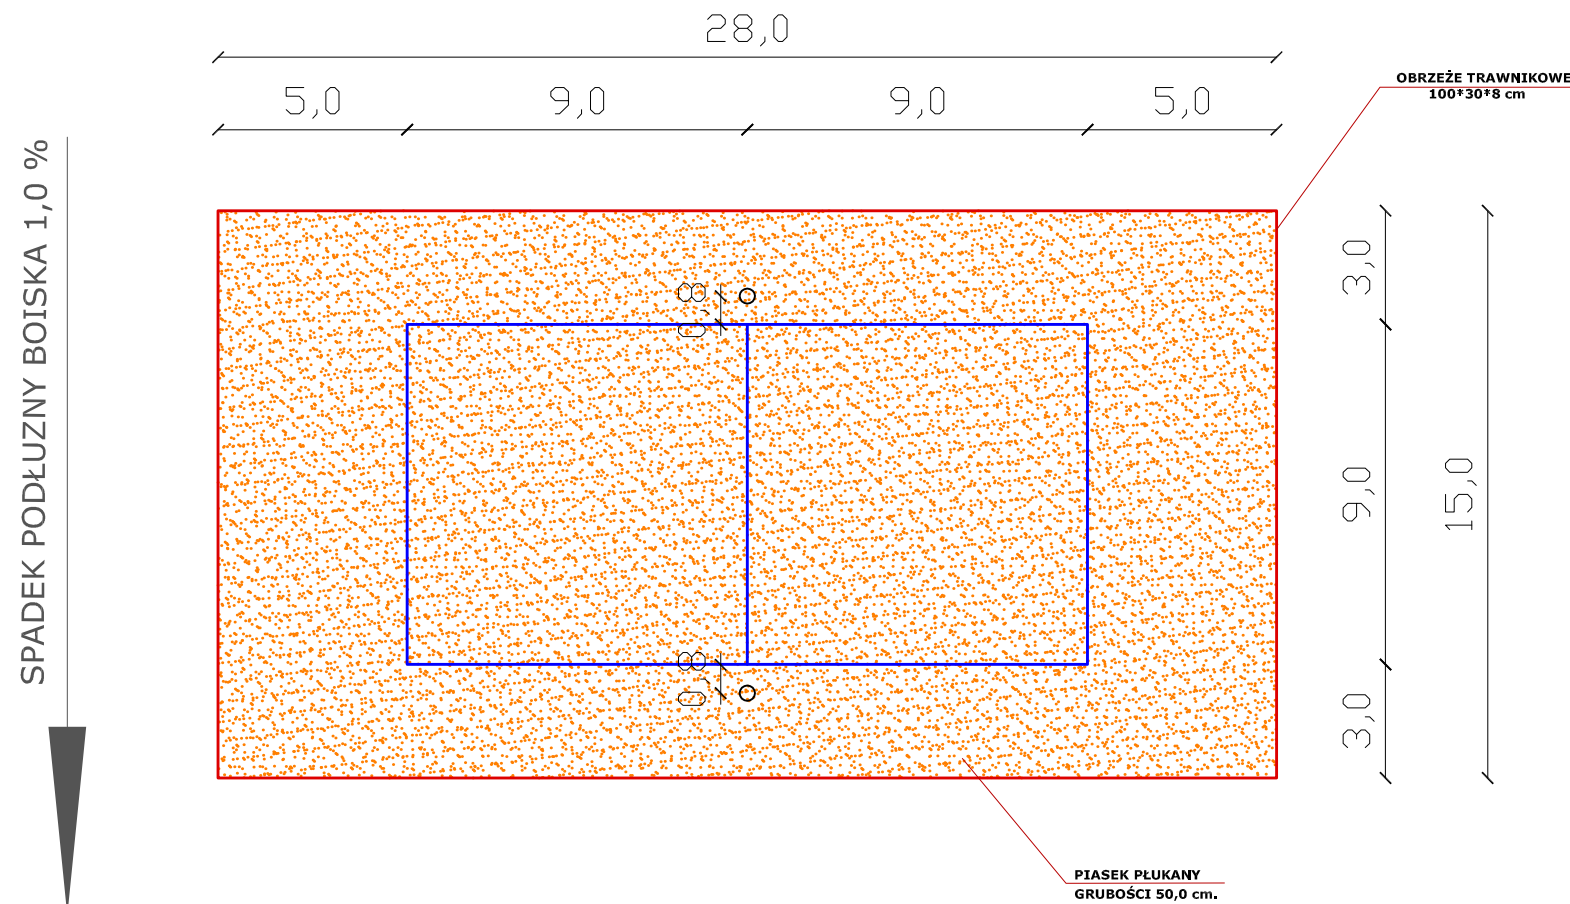 28,0
5,0
9,0
9,0
5,0
OBRZEŻE TRAWNIKOWE
100*30*8 cm
SPADEK PODŁUZNY BOISKA 1,0 %
0,8
3,0
9,0
15,0
0,8
3,0
PIASEK PŁUKANY
GRUBOŚCI 50,0 cm.